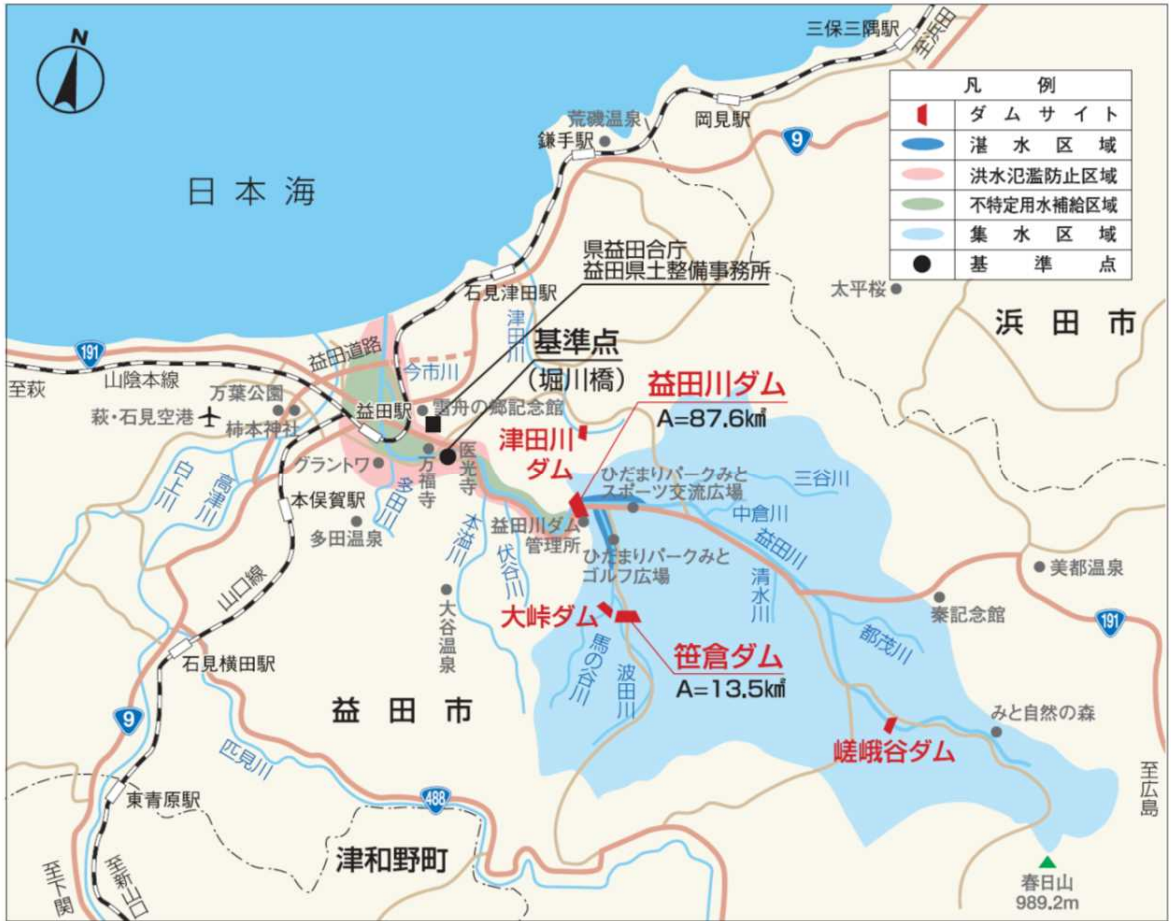 N
三保三隅駅
至浜田
岡見駅
荒磯温泉
鎌手駅
9
日本海
凡例
ダムサイト
湛水区域
洪水氾濫防止区域
不特定用水補給区域
集水区域
基準点
県益田合庁
益田県土整備事務所
石見津田駅
津田川
太平桜
浜田市
191
至萩
山陰本線
益田道路
今市川
基準点
(堀川橋)
益田川ダム
A=87.6㎢
万葉公園
萩・石見空港
柿本神社
益田駅
雪舟の郷記念館
津田川
ダム
グラントワ
万福寺
医光寺
白上川
高津川
本俣賀駅
多田川
多田温泉
本溢川
伏谷川
益田川ダム
管理所
ひだまりパークみと
スポーツ交流広場
三谷川
中倉川
益田川
ひだまりパークみと
ゴルフ広場
清水川
美都温泉
秦記念館
191
山口線
大谷温泉
大峠ダム
馬の谷川
波田川
笹倉ダム
A=13.5㎢
都茂川
石見横田駅
益田市
9
匹見川
みと自然の森
嵯峨谷ダム
至広島
東青原駅
488
津和野町
至下関
至新山口
春日山
989.2m